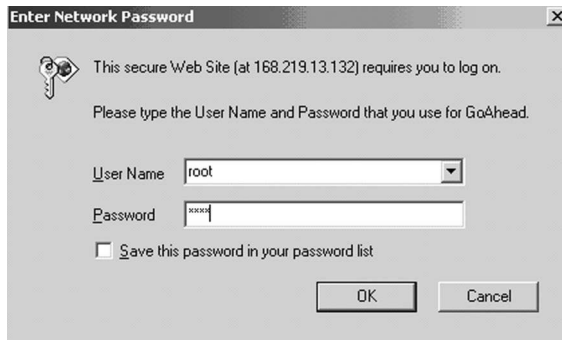 Enter Network Password
This secure Web Site (at 168.219.13.132) requires you to log on.
Please type the User Name and Password that you use for GoAhead.
User Name root
Password xxxx
Save this password in your password list
OK Cancel